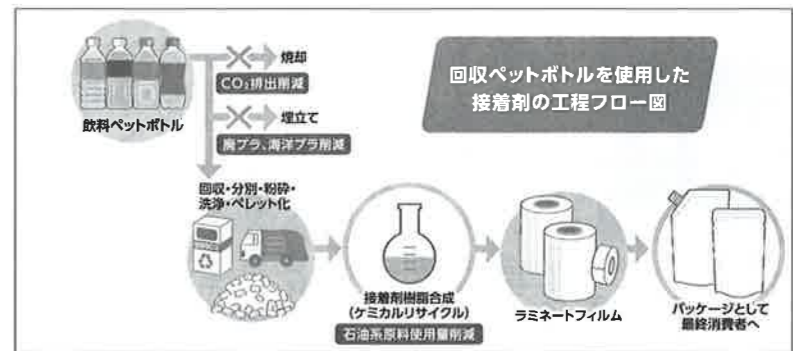 回収ペットボトルを使用した
接着剤の工程フロー図
飲料ペットボトル
焼却
CO₂排出削減
埋立て
廃プラ、海洋プラ削減
回収・分別・粉砕・
洗浄・ペレット化
接着剤樹脂合成
(ケミカルリサイクル)
石油系原料使用量削減
ラミネートフィルム
パッケージとして
最終消費者へ